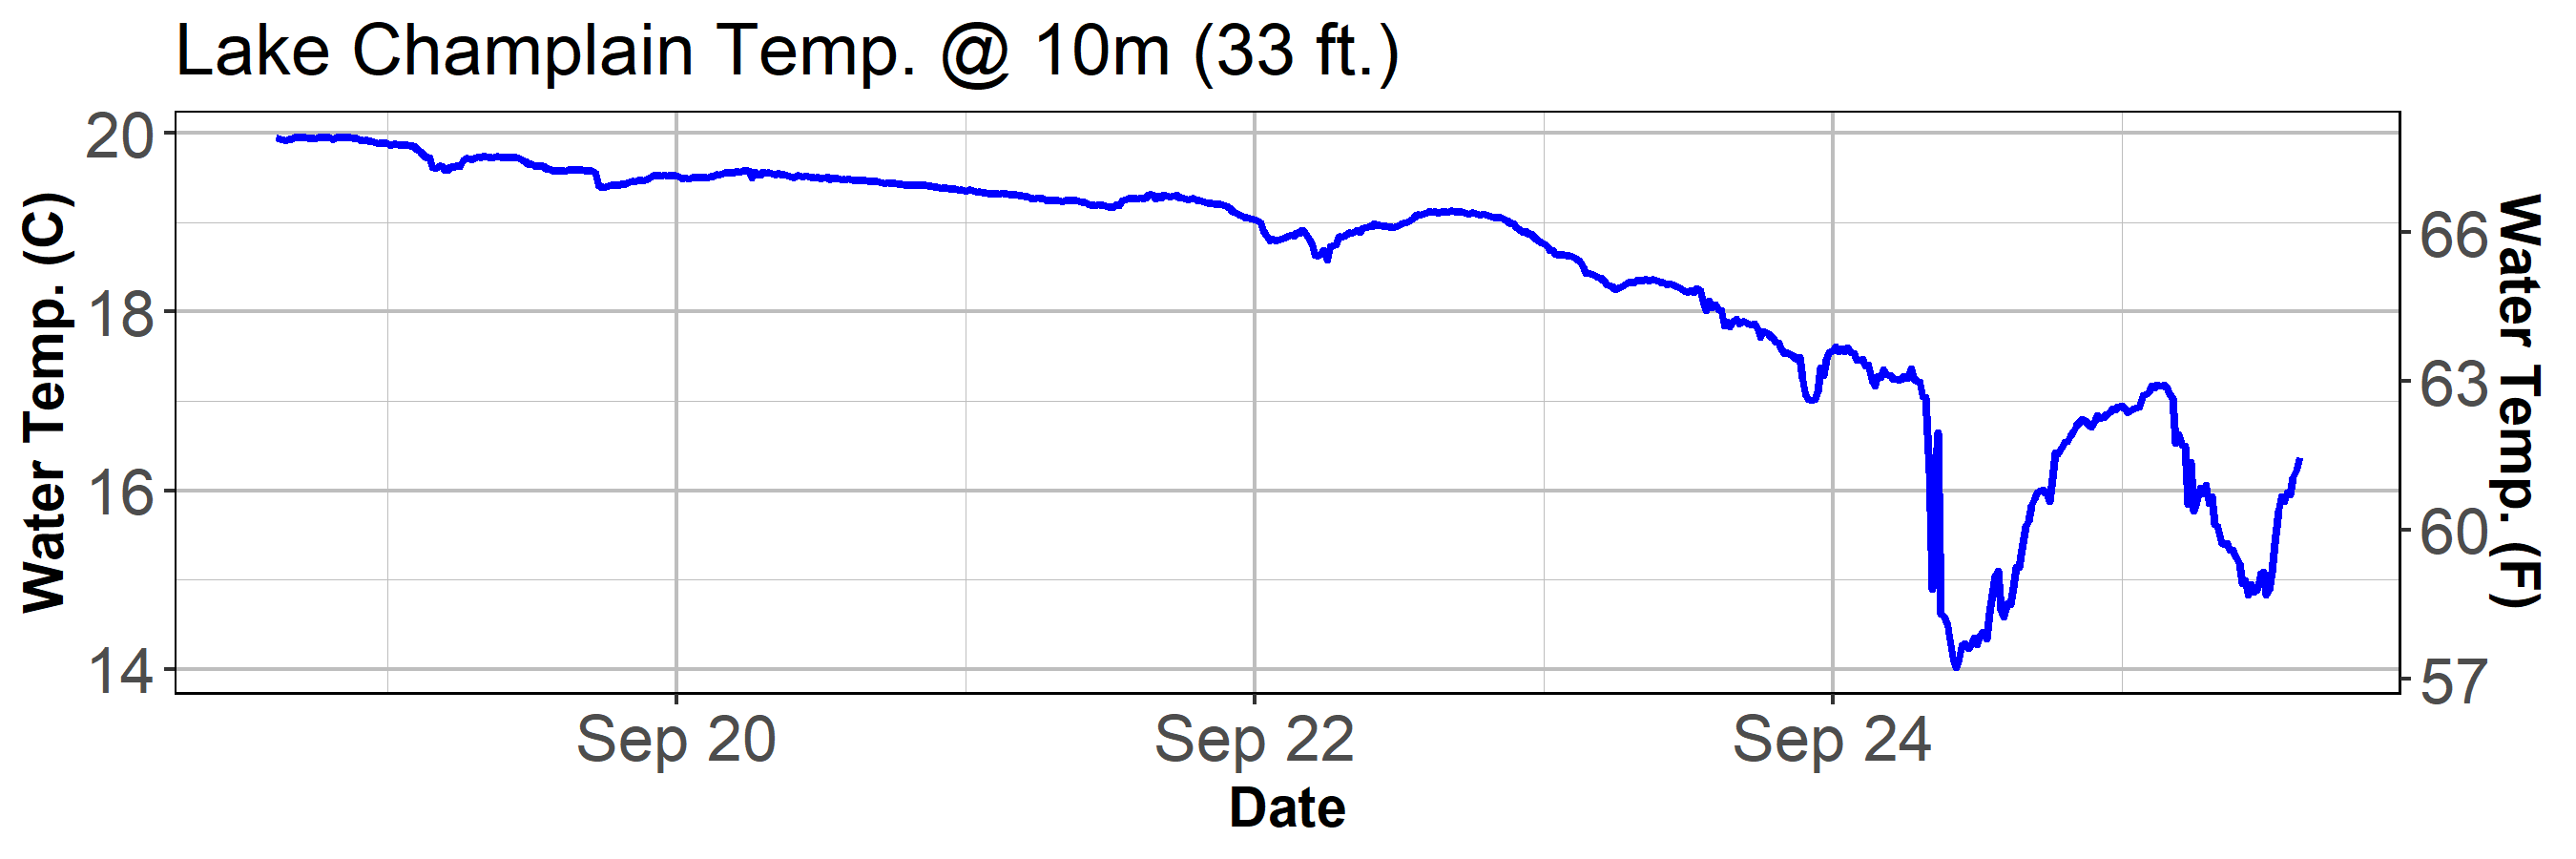 Lake Champlain Temp. @ 10m (33 ft.)
Water Temp. (C)
20
18
16
14
66
63
60
57
Water Temp. (F)
Sep 20
Sep 22
Sep 24
Date